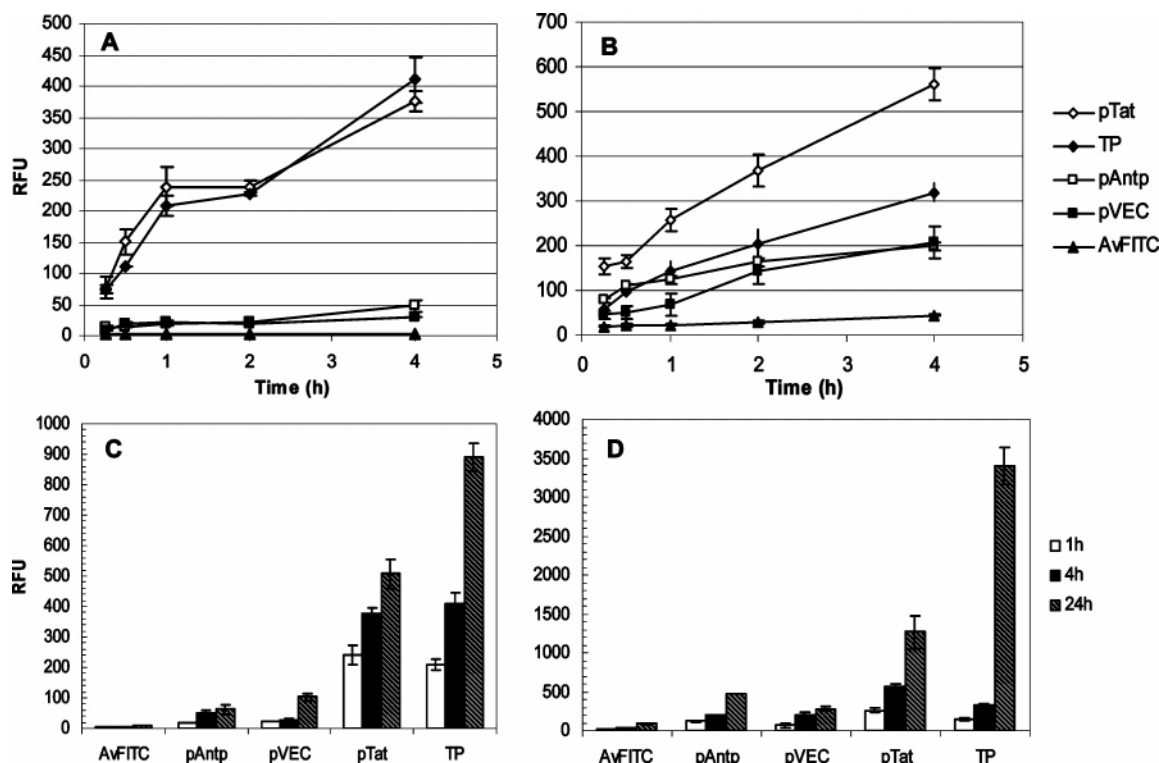 A
500
450
400
350
300
250
200
150
100
50
0
RFU
0 1 2 3 4 5
Time (h)
B
700
600
500
400
300
200
100
0
0 1 2 3 4 5
Time (h)
pTat
TP
pAntp
pVEC
AvFITC
C
1000
900
800
700
600
500
400
300
200
100
0
RFU
AvFITC pAntp pVEC pTat TP
D
4000
3500
3000
2500
2000
1500
1000
500
0
AvFITC pAntp pVEC pTat TP
1h
4h
24h